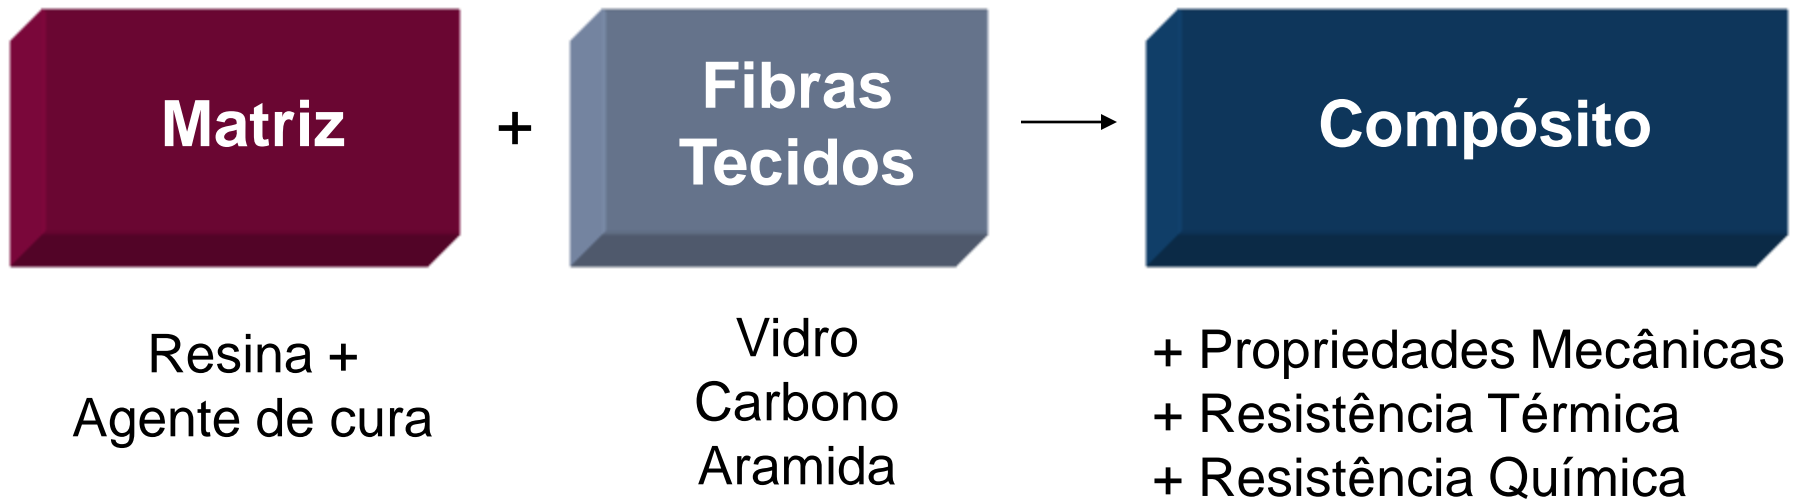 Matriz
+
Fibras
Tecidos
Compósito
Resina +
Agente de cura
Vidro
Carbono
Aramida
+ Propriedades Mecânicas
+ Resistência Térmica
+ Resistência Química